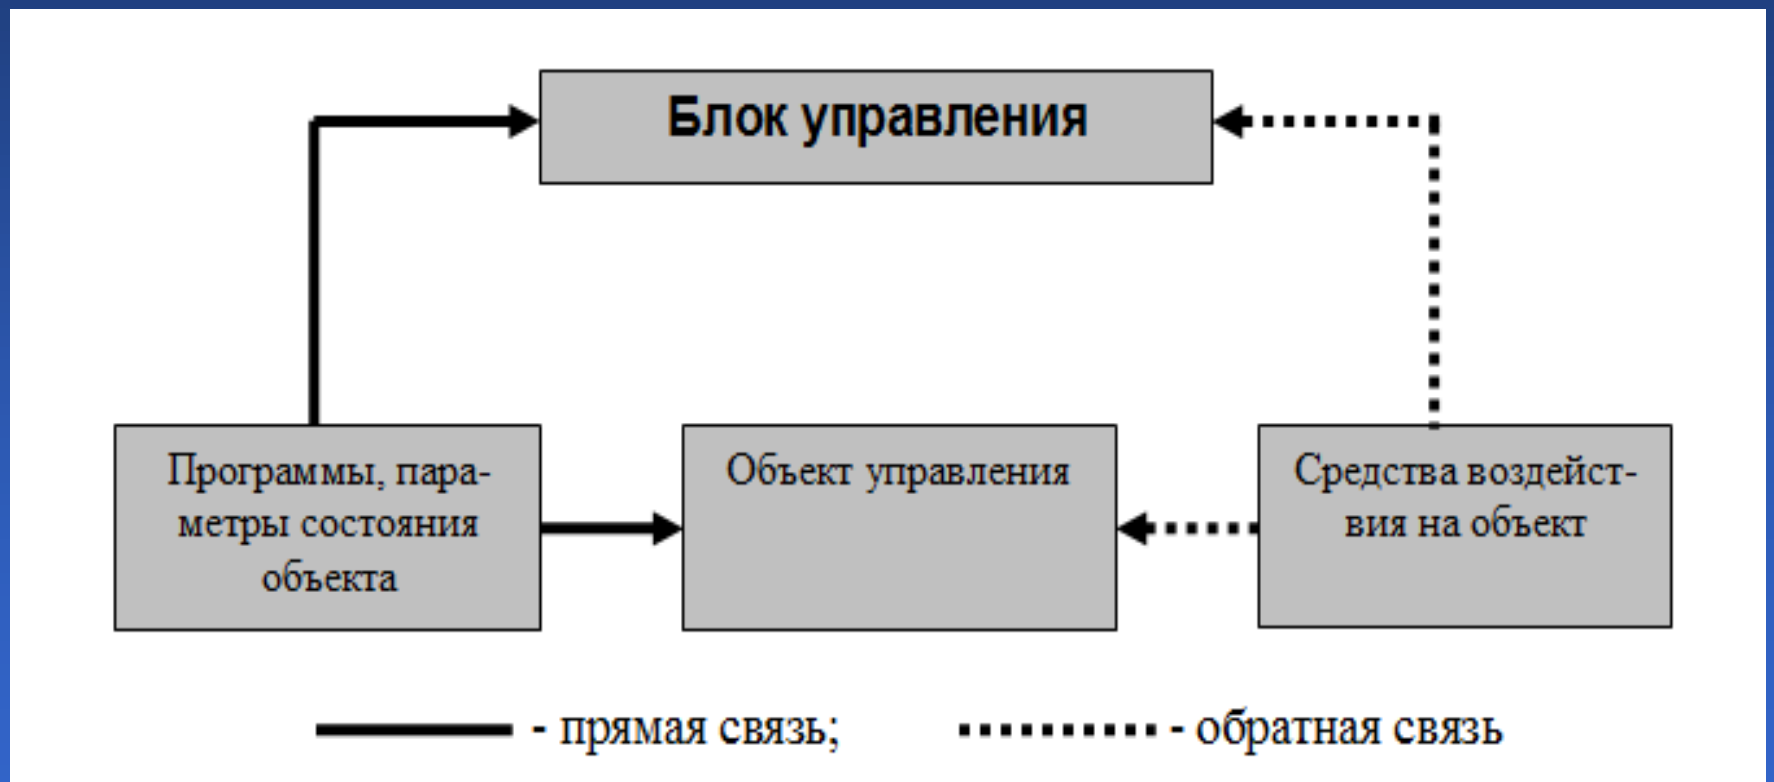 Блок управления
Программы, пара-
метры состояния
объекта
Объект управления
Средства воздейст-
вия на объект
- прямая связь;
- обратная связь